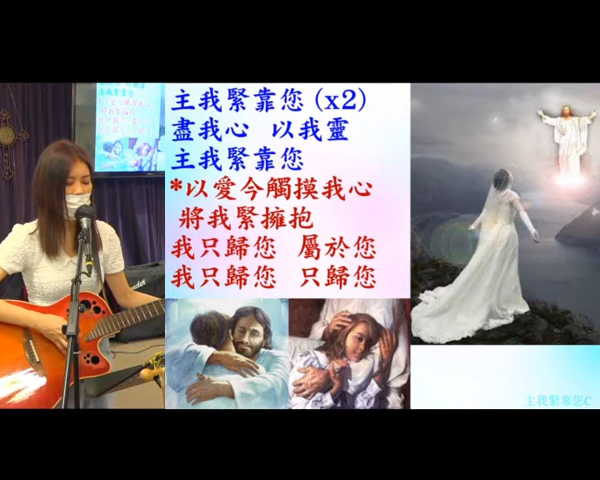 主我緊靠您 (x2)
盡我心 以我靈
主我緊靠您
*以愛今觸摸我心
將我緊擁抱
我只歸您 屬於您
我只歸您 只歸您
主我緊靠您C